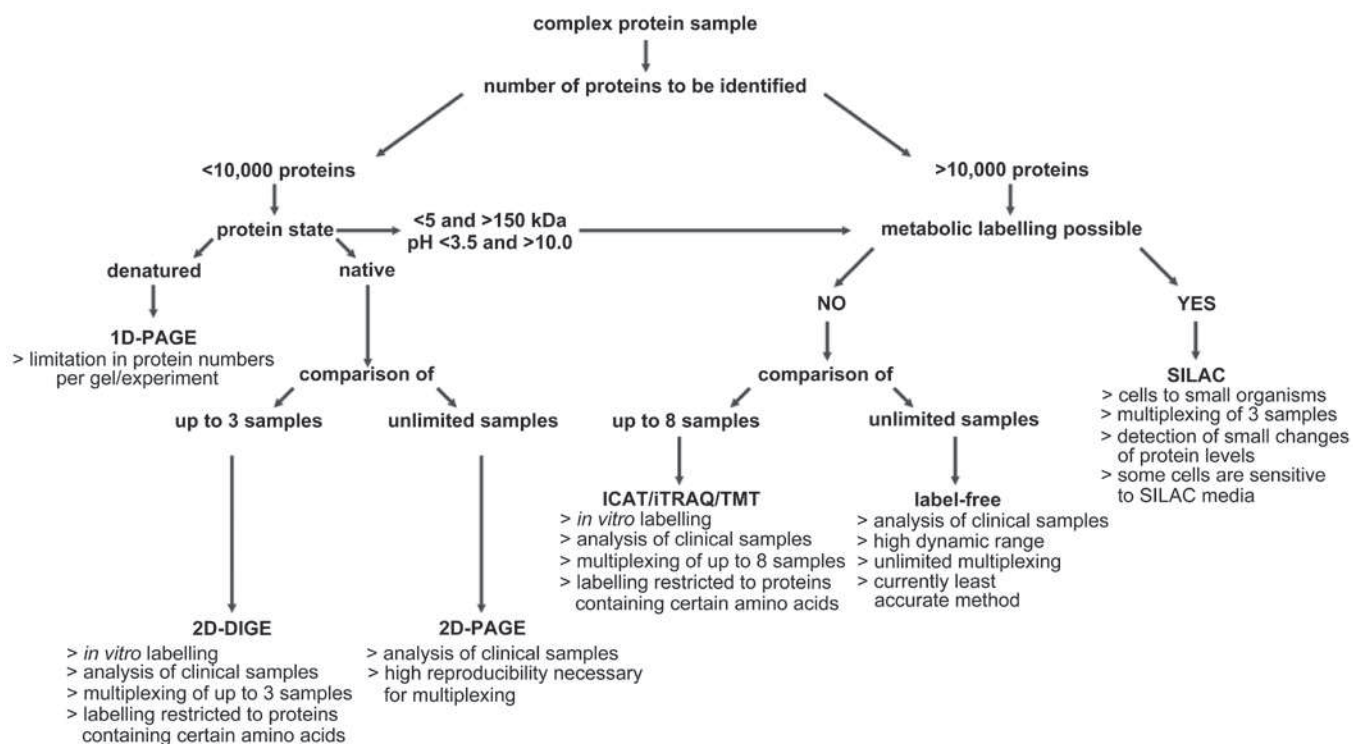 complex protein sample
number of proteins to be identified
<10,000 proteins
>10,000 proteins
protein state
<5 and >150 kDa
pH <3.5 and >10.0
metabolic labelling possible
denatured
native
NO
YES
1D-PAGE
> limitation in protein numbers
per gel/experiment
comparison of
up to 3 samples
unlimited samples
comparison of
up to 8 samples
unlimited samples
SILAC
> cells to small organisms
> multiplexing of 3 samples
> detection of small changes
of protein levels
> some cells are sensitive
to SILAC media
ICAT/iTRAQ/TMT
> in vitro labelling
> analysis of clinical samples
> multiplexing of up to 8 samples
> labelling restricted to proteins
containing certain amino acids
label-free
> analysis of clinical samples
> high dynamic range
> unlimited multiplexing
> currently least
accurate method
2D-DIGE
> in vitro labelling
> analysis of clinical samples
> multiplexing of up to 3 samples
> labelling restricted to proteins
containing certain amino acids
2D-PAGE
> analysis of clinical samples
> high reproducibility necessary
for multiplexing